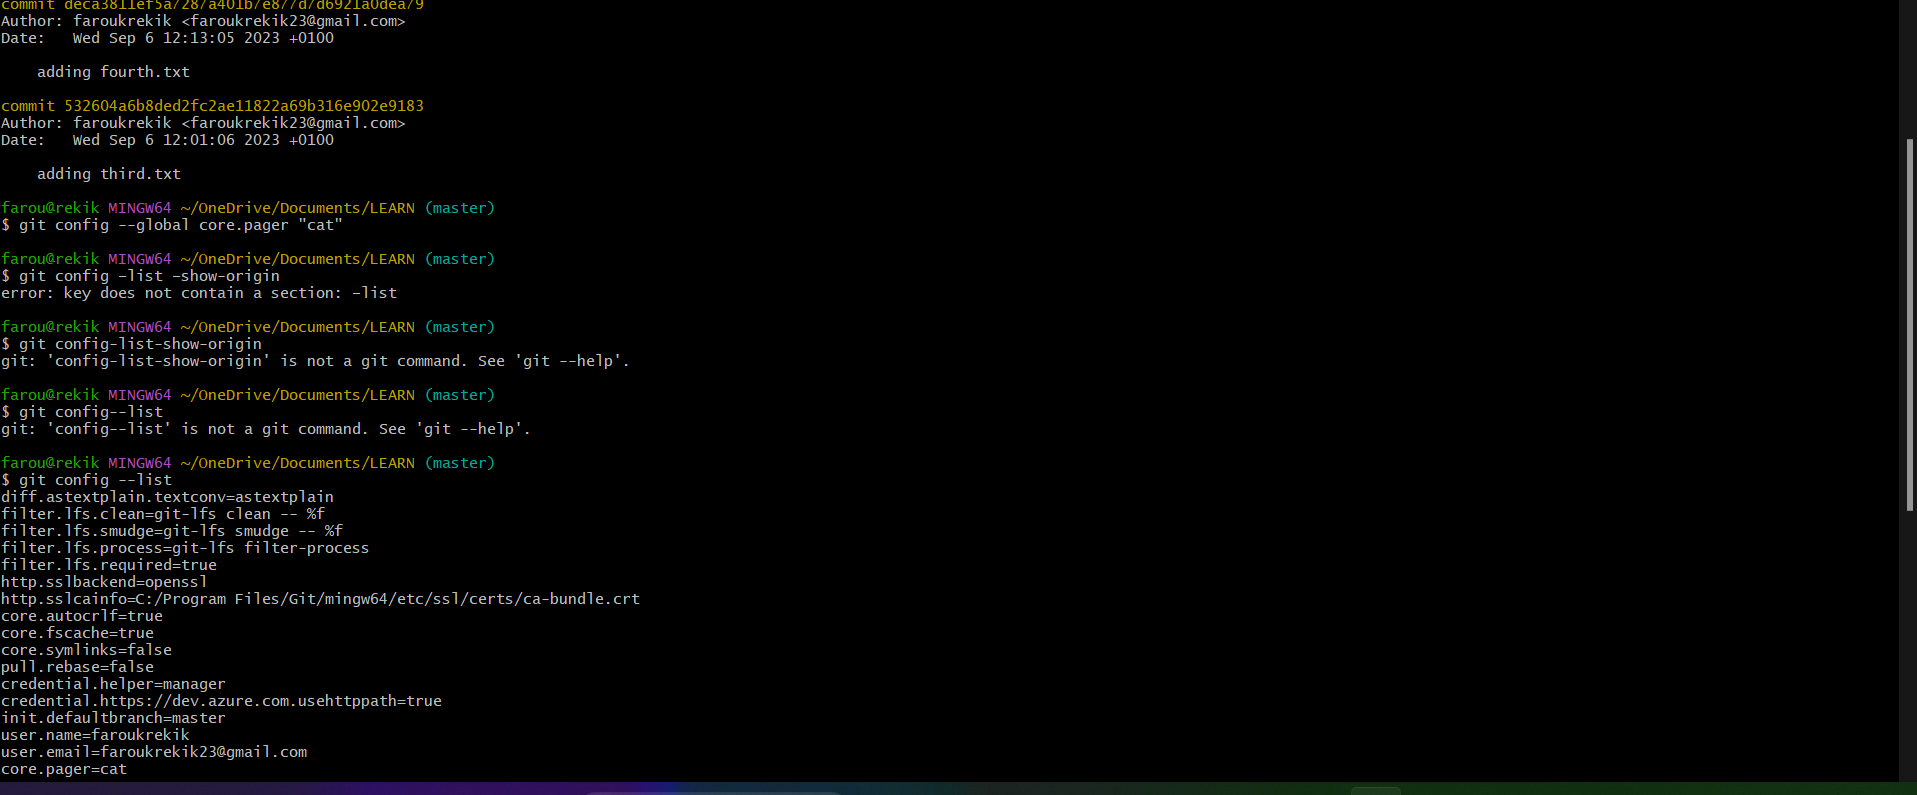 commit deca3811ef5a7287a401b7e877d7d6921a0dea79
Author: faroukrekik <faroukrekik23@gmail.com>
Date:   Wed Sep 6 12:13:05 2023 +0100
    adding fourth.txt
commit 532604a6b8ded2fc2ae11822a69b316e902e9183
Author: faroukrekik <faroukrekik23@gmail.com>
Date:   Wed Sep 6 12:01:06 2023 +0100
    adding third.txt
farou@rekik MINGW64 ~/OneDrive/Documents/LEARN (master)
$ git config --global core.pager "cat"
farou@rekik MINGW64 ~/OneDrive/Documents/LEARN (master)
$ git config –list –show-origin
error: key does not contain a section: –list
farou@rekik MINGW64 ~/OneDrive/Documents/LEARN (master)
$ git config-list-show-origin
git: 'config-list-show-origin' is not a git command. See 'git --help'.
farou@rekik MINGW64 ~/OneDrive/Documents/LEARN (master)
$ git config--list
git: 'config--list' is not a git command. See 'git --help'.
farou@rekik MINGW64 ~/OneDrive/Documents/LEARN (master)
$ git config --list
diff.astextplain.textconv=astextplain
filter.lfs.clean=git-lfs clean -- %f
filter.lfs.smudge=git-lfs smudge -- %f
filter.lfs.process=git-lfs filter-process
filter.lfs.required=true
http.sslbackend=openssl
http.sslcainfo=C:/Program Files/Git/mingw64/etc/ssl/certs/ca-bundle.crt
core.autocrlf=true
core.fscache=true
core.symlinks=false
pull.rebase=false
credential.helper=manager
credential.https://dev.azure.com.usehttppath=true
init.defaultbranch=master
user.name=faroukrekik
user.email=faroukrekik23@gmail.com
core.pager=cat